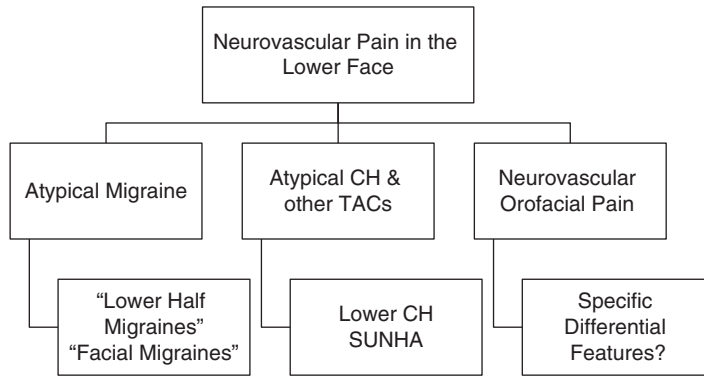 Neurovascular Pain in the
Lower Face
Atypical Migraine
Atypical CH &
other TACs
Neurovascular
Orofacial Pain
“Lower Half
Migraines”
“Facial Migraines”
Lower CH
SUNHA
Specific
Differential
Features?